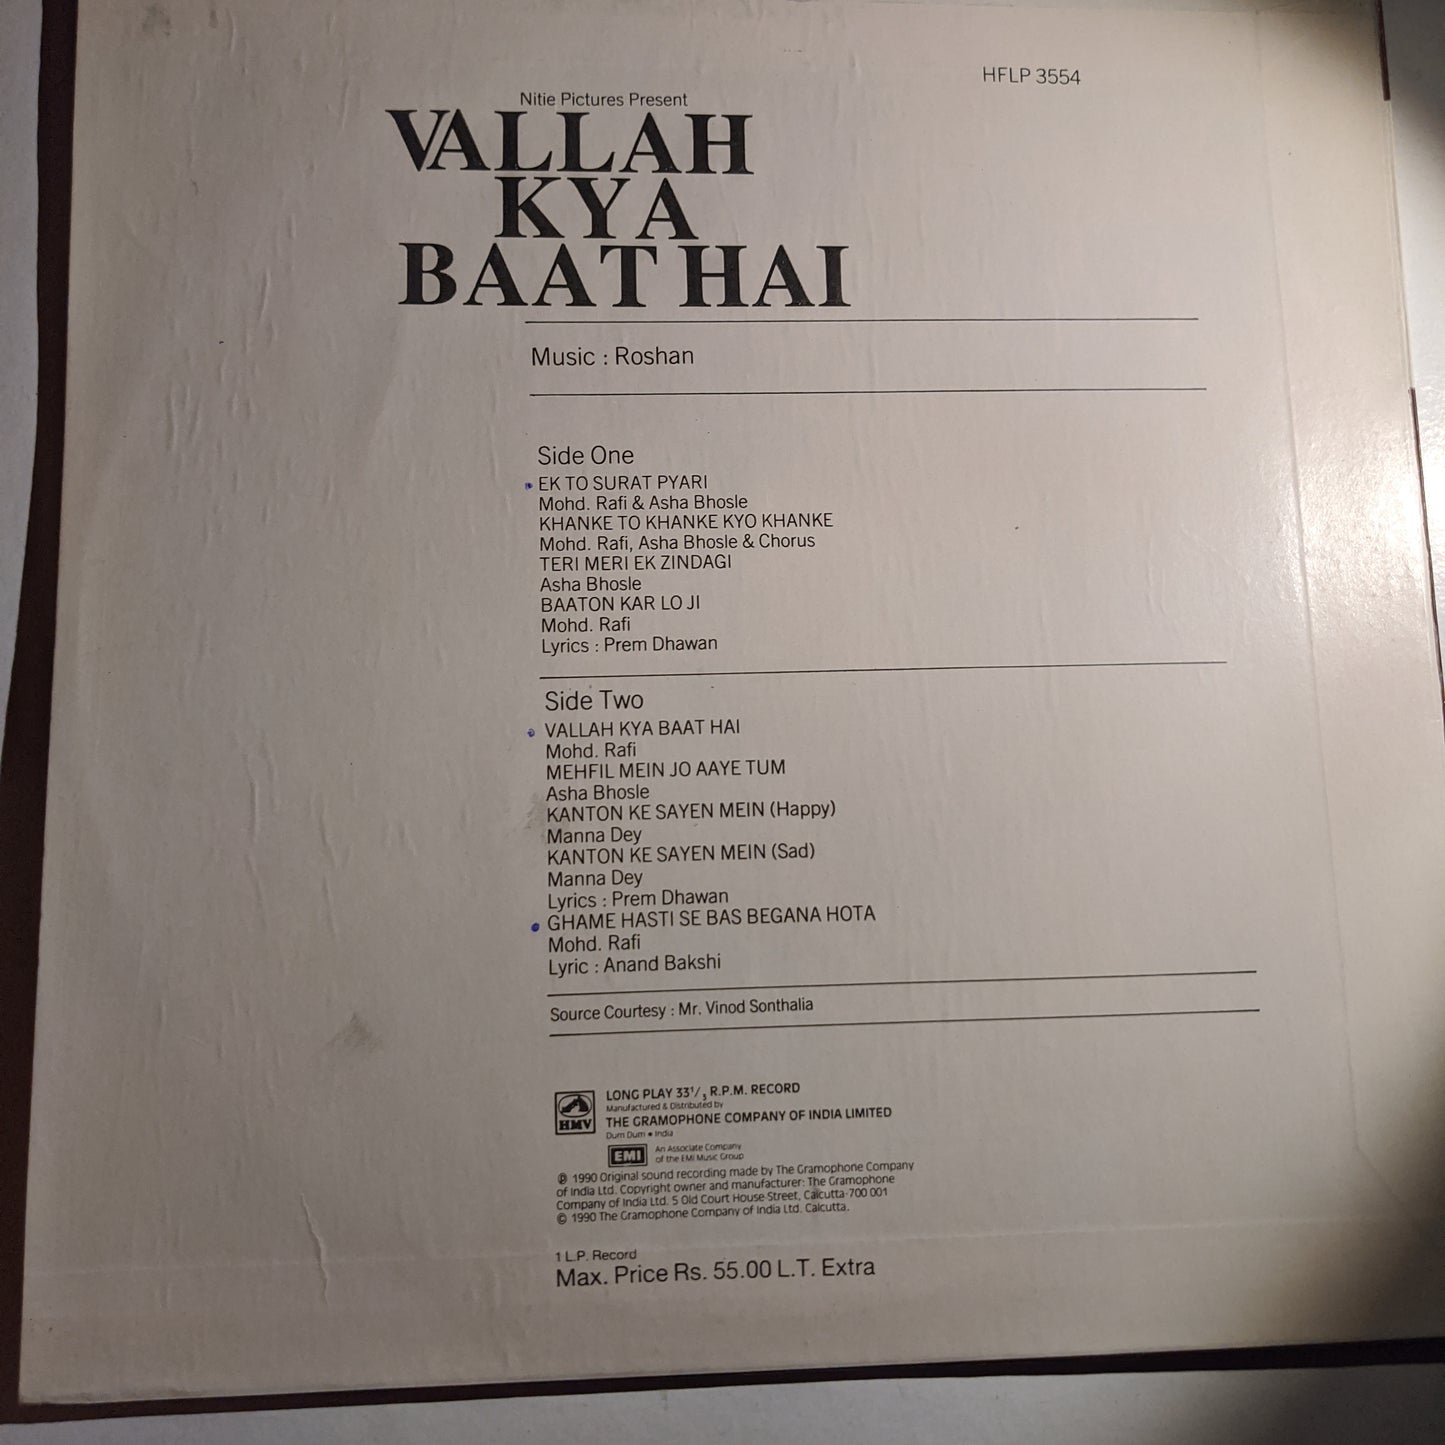 HFLP 3554
Nitie Pictures Present
VALLAH
KYA
BAAT HAI
Music : Roshan
Side One
EK TO SURAT PYARI
Mohd. Rafi & Asha Bhosle
KHANKE TO KHANKE KYO KHANKE
Mohd. Rafi, Asha Bhosle & Chorus
TERI MERI EK ZINDAGI
Asha Bhosle
BAATON KAR LO JI
Mohd. Rafi
Lyrics : Prem Dhawan
Side Two
VALLAH KYA BAAT HAI
Mohd. Rafi
MEHFIL MEIN JO AAYE TUM
Asha Bhosle
KANTON KE SAYEN MEIN (Happy)
Manna Dey
KANTON KE SAYEN MEIN (Sad)
Manna Dey
Lyrics : Prem Dhawan
GHAME HASTI SE BAS BEGANA HOTA
Mohd. Rafi
Lyric : Anand Bakshi
Source Courtesy : Mr. Vinod Sonthalia
HMV
LONG PLAY 33⅓ R.P.M. RECORD
Manufactured & Distributed by
THE GRAMOPHONE COMPANY OF INDIA LIMITED
Dum Dum • India
EMI
An Associate Company
of the EMI Music Group
℗ 1990 Original sound recording made by The Gramophone Company
of India Ltd. Copyright owner and manufacturer: The Gramophone
Company of India Ltd. 5 Old Court House Street, Calcutta-700 001
© 1990 The Gramophone Company of India Ltd. Calcutta.
1 L.P. Record
Max. Price Rs. 55.00 L.T. Extra